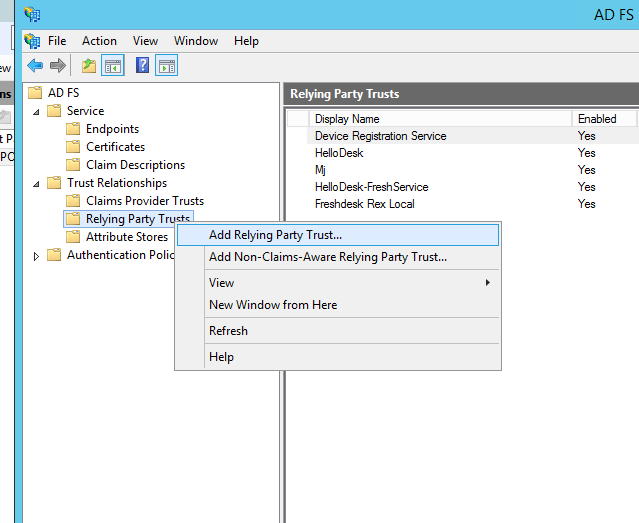 AD FS
File Action View Window Help
AD FS
Service
Endpoints
Certificates
Claim Descriptions
Trust Relationships
Claims Provider Trusts
Relying Party Trusts
Attribute Stores
Authentication Polic
Relying Party Trusts
Display Name Enabled
Device Registration Service Yes
HelloDesk Yes
Mj Yes
HelloDesk-FreshService Yes
Freshdesk Rex Local Yes
Add Relying Party Trust...
Add Non-Claims-Aware Relying Party Trust...
View
New Window from Here
Refresh
Help